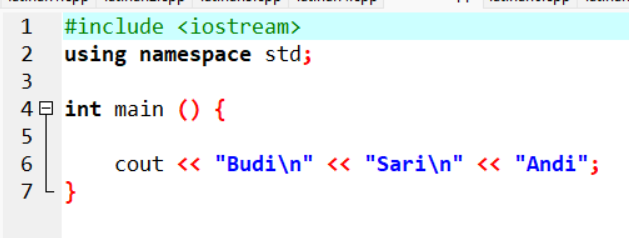 1 #include <iostream>
2 using namespace std;
3
4 int main () {
5
6 cout << "Budi\n" << "Sari\n" << "Andi";
7 }